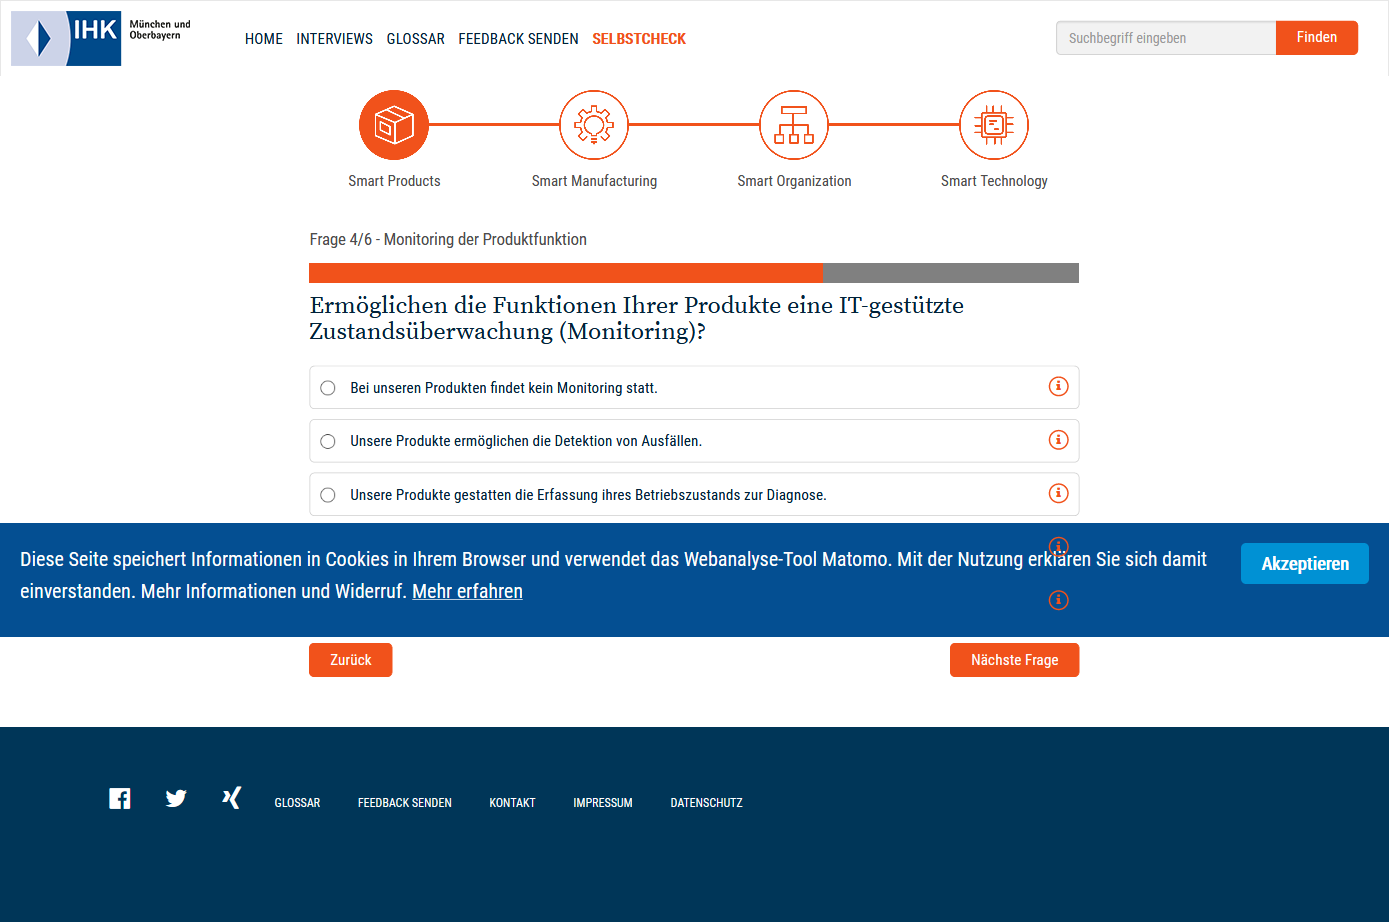 IHK München und
Oberbayern
HOME INTERVIEWS GLOSSAR FEEDBACK SENDEN SELBSTCHECK
Suchbegriff eingeben Finden
Smart Products Smart Manufacturing Smart Organization Smart Technology
Frage 4/6 - Monitoring der Produktfunktion
Ermöglichen die Funktionen Ihrer Produkte eine IT-gestützte
Zustandsüberwachung (Monitoring)?
Bei unseren Produkten findet kein Monitoring statt.
Unsere Produkte ermöglichen die Detektion von Ausfällen.
Unsere Produkte gestatten die Erfassung ihres Betriebszustands zur Diagnose.
Diese Seite speichert Informationen in Cookies in Ihrem Browser und verwendet das Webanalyse-Tool Matomo. Mit der Nutzung erklären Sie sich damit
einverstanden. Mehr Informationen und Widerruf. Mehr erfahren
Akzeptieren
Zurück Nächste Frage
GLOSSAR FEEDBACK SENDEN KONTAKT IMPRESSUM DATENSCHUTZ